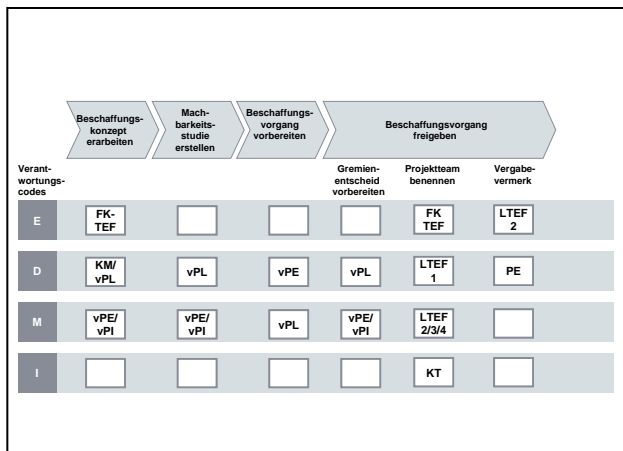 Beschaffungs-
konzept
erarbeiten
Mach-
barkeits-
studie
erstellen
Beschaffungs-
vorgang
vorbereiten
Beschaffungsvorgang
freigeben
Verant-
wortungs-
codes
Gremien-
entscheid
vorbereiten
Projektteam
benennen
Vergabe-
vermerk
E
FK-
TEF
FK
TEF
LTEF
2
D
KM/
vPL
vPL
vPE
vPL
LTEF
1
PE
M
vPE/
vPI
vPE/
vPI
vPL
vPE/
vPI
LTEF
2/3/4
I
KT